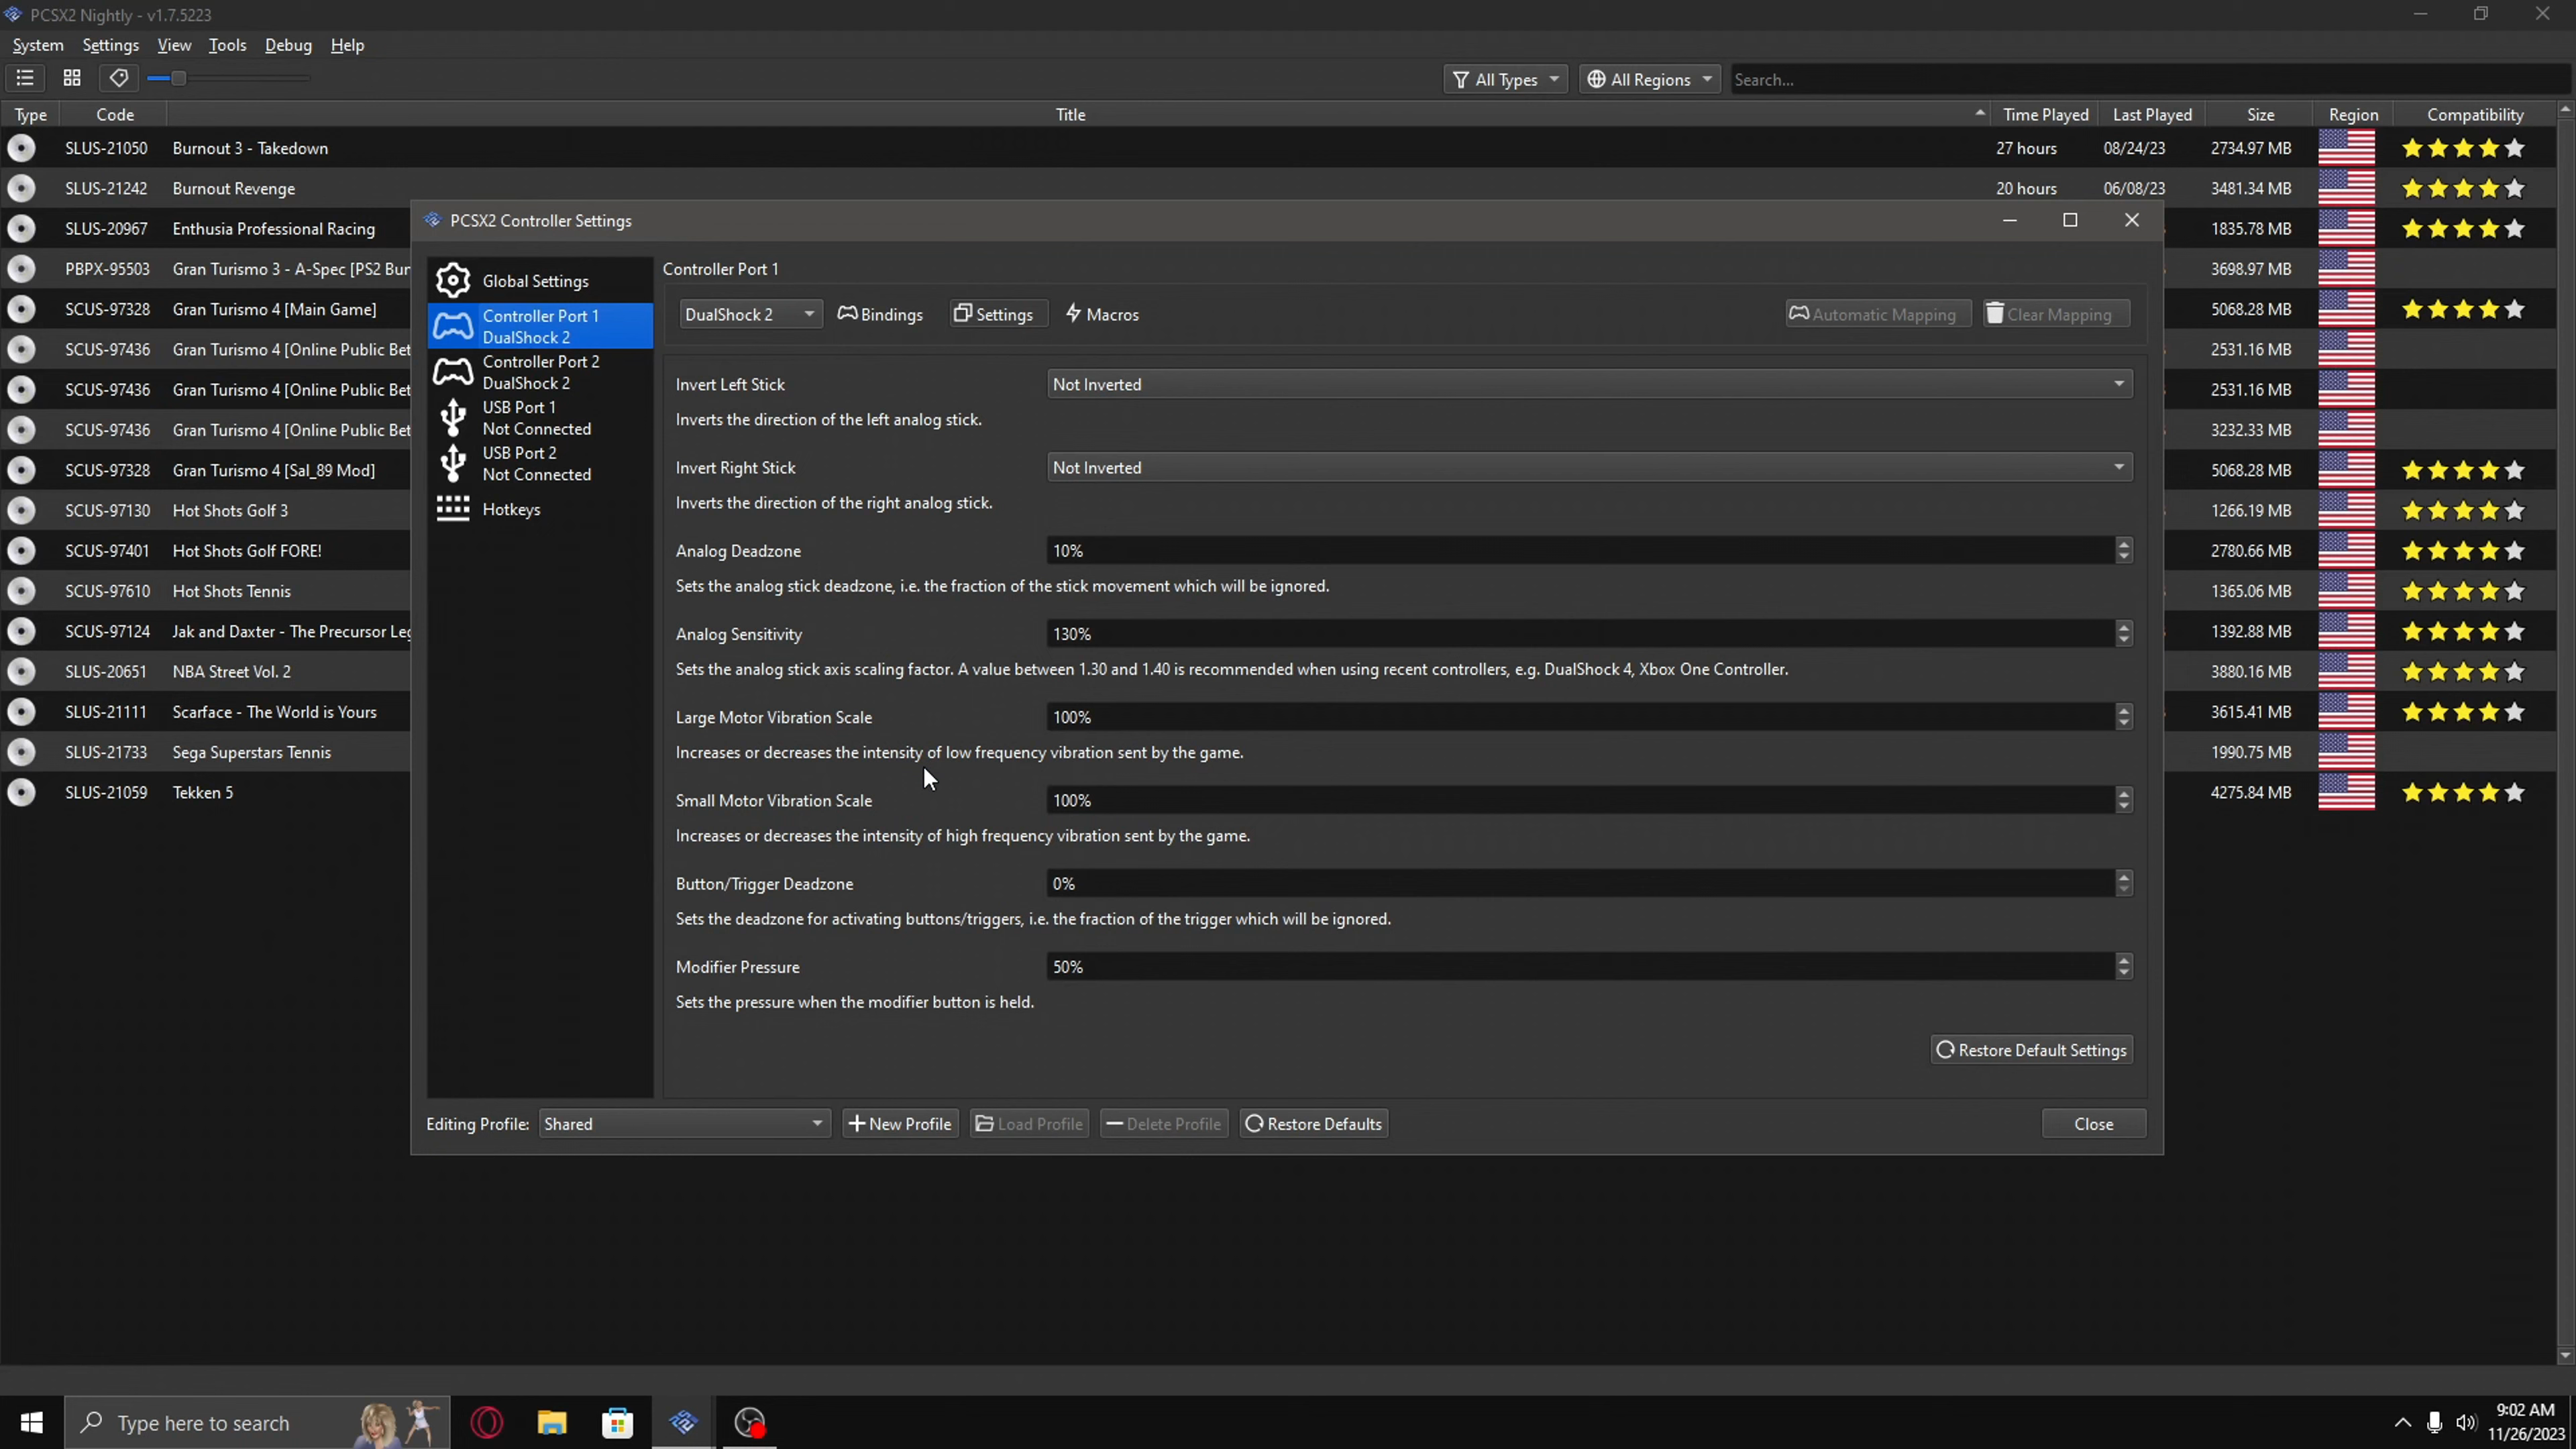 PCSX2 Nightly - v1.7.5223
System Settings View Tools Debug Help
All Types All Regions Search...
Type Code Title Time Played Last Played Size Region Compatibility
SLUS-21050 Burnout 3 - Takedown 27 hours 08/24/23 2734.97 MB
SLUS-21242 Burnout Revenge 20 hours 06/08/23 3481.34 MB
SLUS-20967 Enthusia Professional Racing 1835.78 MB
PBPX-95503 Gran Turismo 3 - A-Spec [PS2 Bun 3698.97 MB
SCUS-97328 Gran Turismo 4 [Main Game] 5068.28 MB
SCUS-97436 Gran Turismo 4 [Online Public Bet 2531.16 MB
SCUS-97436 Gran Turismo 4 [Online Public Bet 2531.16 MB
SCUS-97436 Gran Turismo 4 [Online Public Bet 3232.33 MB
SCUS-97328 Gran Turismo 4 [Sal_89 Mod] 5068.28 MB
SCUS-97130 Hot Shots Golf 3 1266.19 MB
SCUS-97401 Hot Shots Golf FORE! 2780.66 MB
SCUS-97610 Hot Shots Tennis 1365.06 MB
SCUS-97124 Jak and Daxter - The Precursor Leg 1392.88 MB
SLUS-20651 NBA Street Vol. 2 3880.16 MB
SLUS-21111 Scarface - The World is Yours 3615.41 MB
SLUS-21733 Sega Superstars Tennis 1990.75 MB
SLUS-21059 Tekken 5 4275.84 MB
PCSX2 Controller Settings
Global Settings
Controller Port 1
DualShock 2
Controller Port 2
DualShock 2
USB Port 1
Not Connected
USB Port 2
Not Connected
Hotkeys
Controller Port 1
DualShock 2 Bindings Settings Macros Automatic Mapping Clear Mapping
Invert Left Stick Not Inverted
Inverts the direction of the left analog stick.
Invert Right Stick Not Inverted
Inverts the direction of the right analog stick.
Analog Deadzone 10%
Sets the analog stick deadzone, i.e. the fraction of the stick movement which will be ignored.
Analog Sensitivity 130%
Sets the analog stick axis scaling factor. A value between 1.30 and 1.40 is recommended when using recent controllers, e.g. DualShock 4, Xbox One Controller.
Large Motor Vibration Scale 100%
Increases or decreases the intensity of low frequency vibration sent by the game.
Small Motor Vibration Scale 100%
Increases or decreases the intensity of high frequency vibration sent by the game.
Button/Trigger Deadzone 0%
Sets the deadzone for activating buttons/triggers, i.e. the fraction of the trigger which will be ignored.
Modifier Pressure 50%
Sets the pressure when the modifier button is held.
Restore Default Settings
Editing Profile: Shared New Profile Load Profile Delete Profile Restore Defaults Close
Type here to search
9:02 AM
11/26/2023